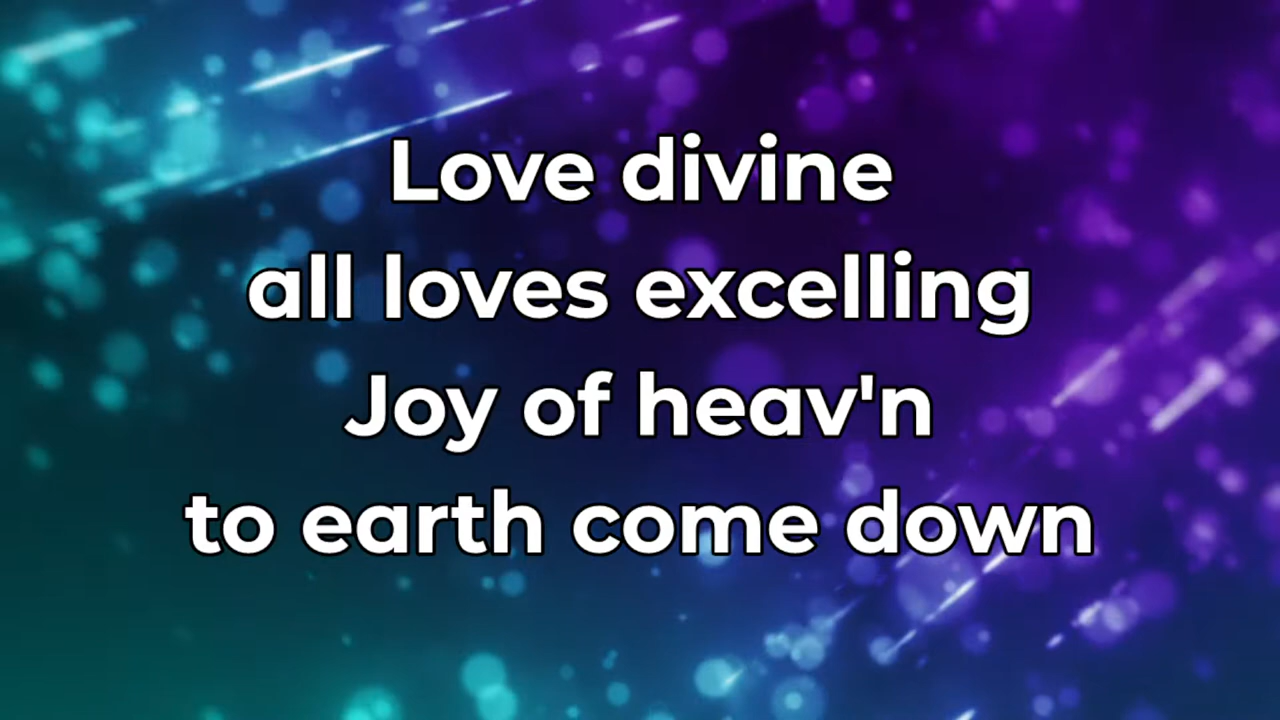 Love divine
all loves excelling
Joy of heav'n
to earth come down